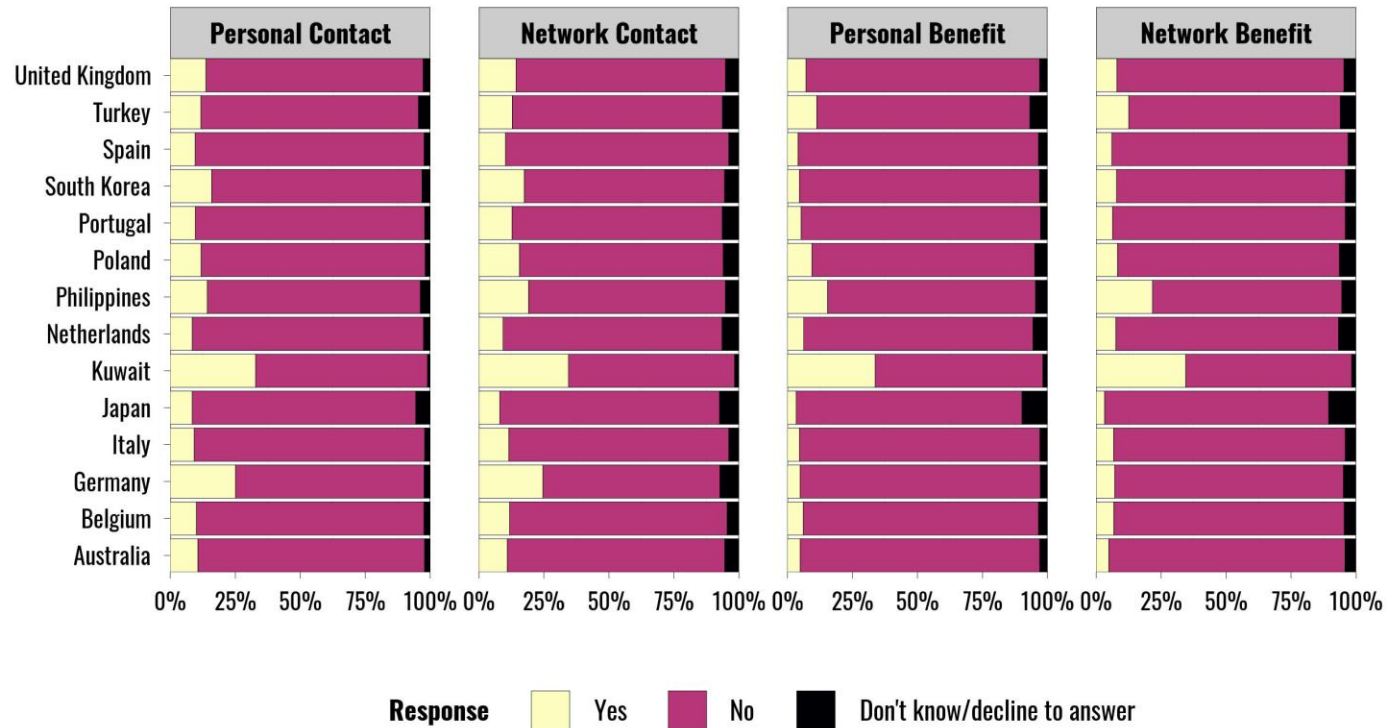 Personal Contact Network Contact Personal Benefit Network Benefit
United Kingdom
Turkey
Spain
South Korea
Portugal
Poland
Philippines
Netherlands
Kuwait
Japan
Italy
Germany
Belgium
Australia
0% 25% 50% 75% 100% 0% 25% 50% 75% 100% 0% 25% 50% 75% 100% 0% 25% 50% 75% 100%
Response Yes No Don't know/decline to answer